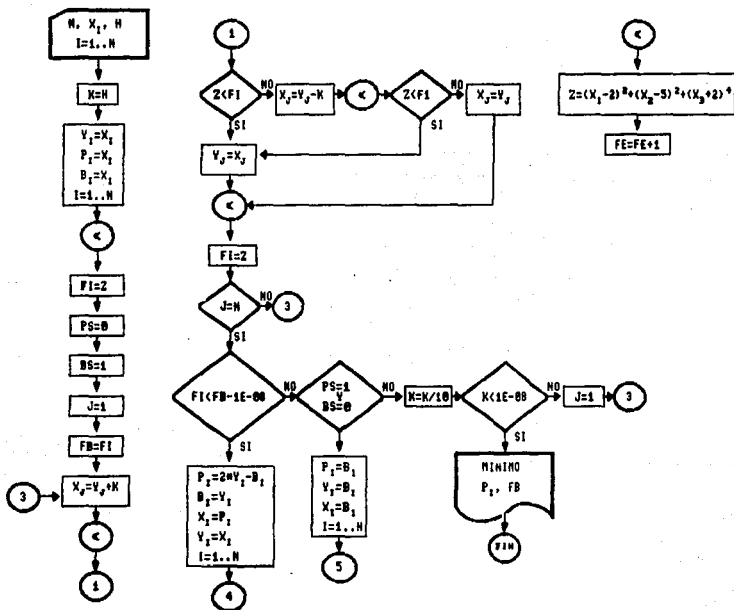 N, X_I, H
I=1..N
K=H
Y_I=X_I
P_I=X_I
B_I=X_I
I=1..N
<
FI=Z
PS=0
BS=1
J=1
FB=FI
3
X_J=Y_J+K
<
1
1
Z<FI
NO
SI
X_J=Y_J-K
<
Z<F1
NO
SI
X_J=Y_J
Y_J=X_J
<
FI=Z
J=N
NO
3
SI
FI<FB-1E-08
NO
SI
PS=1
Y
BS=0
NO
K=K/10
K<1E-08
NO
J=1
3
SI
P_I=2*Y_I-B_I
B_I=Y_I
X_I=P_I
Y_I=X_I
I=1..N
4
P_I=B_I
Y_I=B_I
X_I=B_I
I=1..N
5
MINIMO
P_I, FB
FIN
<
Z=(X_1-2)²+(X_2-5)²+(X_3+2)⁴
FE=FE+1